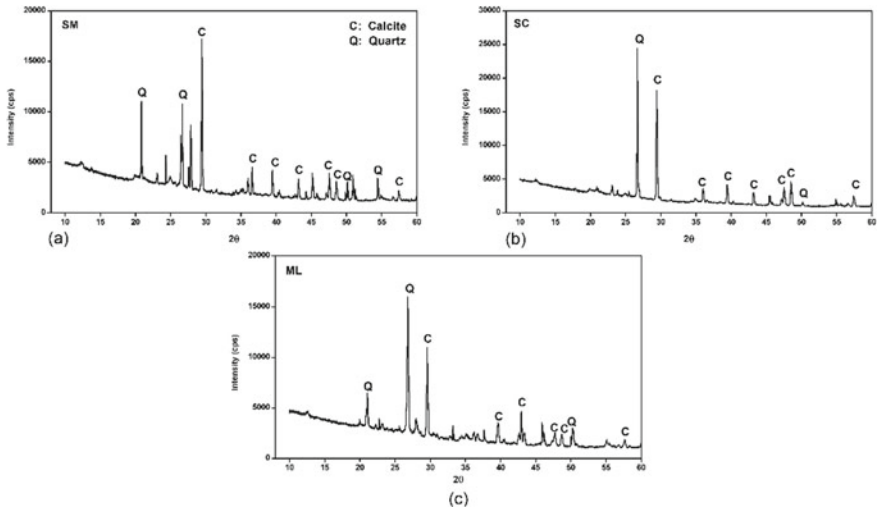 SM
C: Calcite
Q: Quartz
C
Q
Q
C
C
C
C
C
Q
Q
C
20000
15000
10000
5000
0
Intensity (cps)
10 15 20 25 30 35 40 45 50 55 60
2θ
(a)
SC
Q
C
C
C
C
C
C
Q
C
30000
25000
20000
15000
10000
5000
0
Intensity (cps)
10 15 20 25 30 35 40 45 50 55 60
2θ
(b)
ML
Q
Q
C
C
C
C
C
Q
C
20000
15000
10000
5000
0
Intensity (cps)
10 15 20 25 30 35 40 45 50 55 60
2θ
(c)